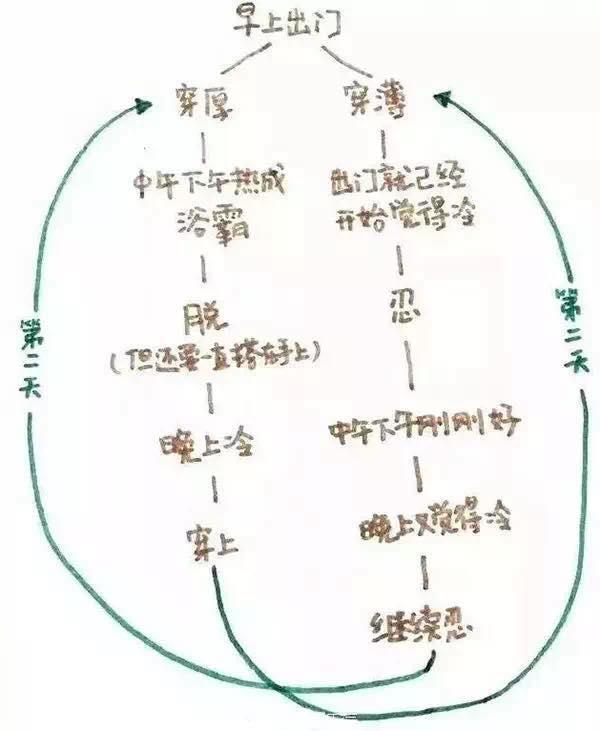 早上出门
穿厚
穿薄
中午下午热成
浴霸
出门就已经
开始觉得冷
脱
(但还要一直搭在手上)
忍
晚上冷
中午下午刚刚好
穿上
晚上又觉得冷
继续忍
第二天
第二天